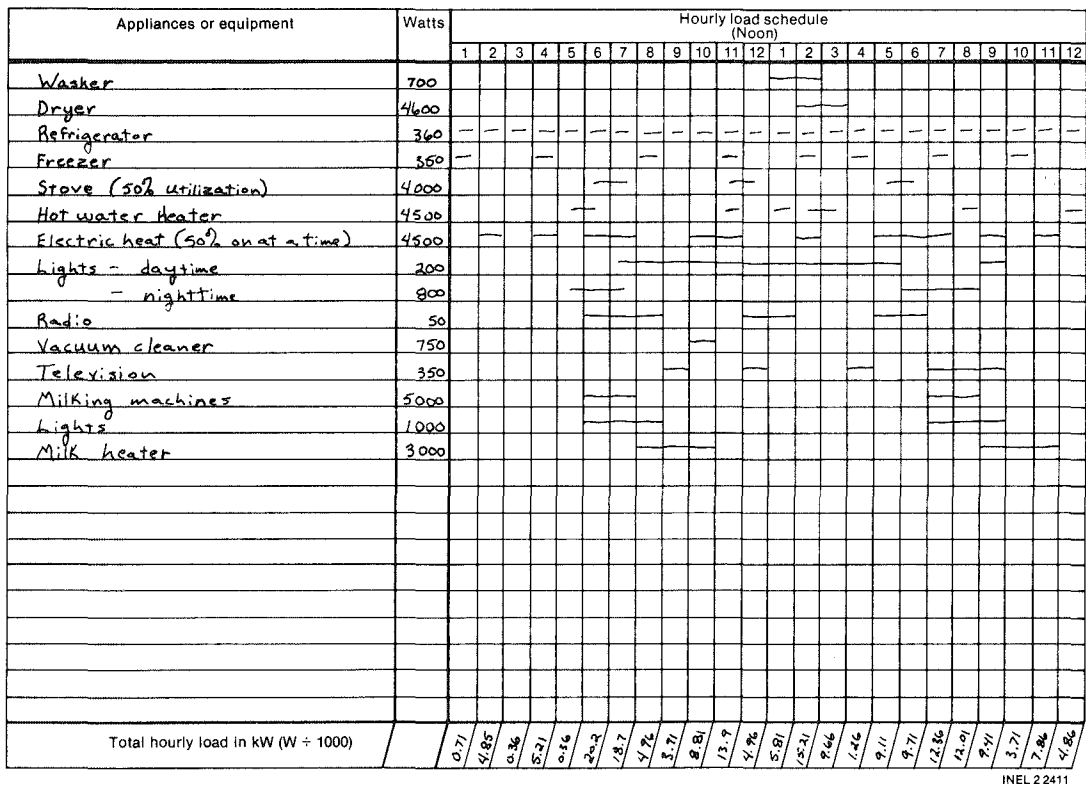 Appliances or equipment Watts Hourly load schedule
(Noon)
1 2 3 4 5 6 7 8 9 10 11 12 1 2 3 4 5 6 7 8 9 10 11 12
Washer 700
Dryer 4600
Refrigerator 360
Freezer 350
Stove (50% utilization) 4000
Hot water Heater 4500
Electric heat (50% on at a time) 4500
Lights - daytime 200
- nighttime 800
Radio 50
Vacuum cleaner 750
Television 350
Milking machines 5000
Lights 1000
Milk heater 3000
Total hourly load in kW (W ÷ 1000) 0.71 4.85 0.36 5.21 0.36 20.2 18.7 4.96 3.71 8.81 13.9 4.96 5.81 15.21 9.66 1.26 9.11 9.71 12.36 12.01 9.41 3.71 7.86 4.86
INEL 2 2411